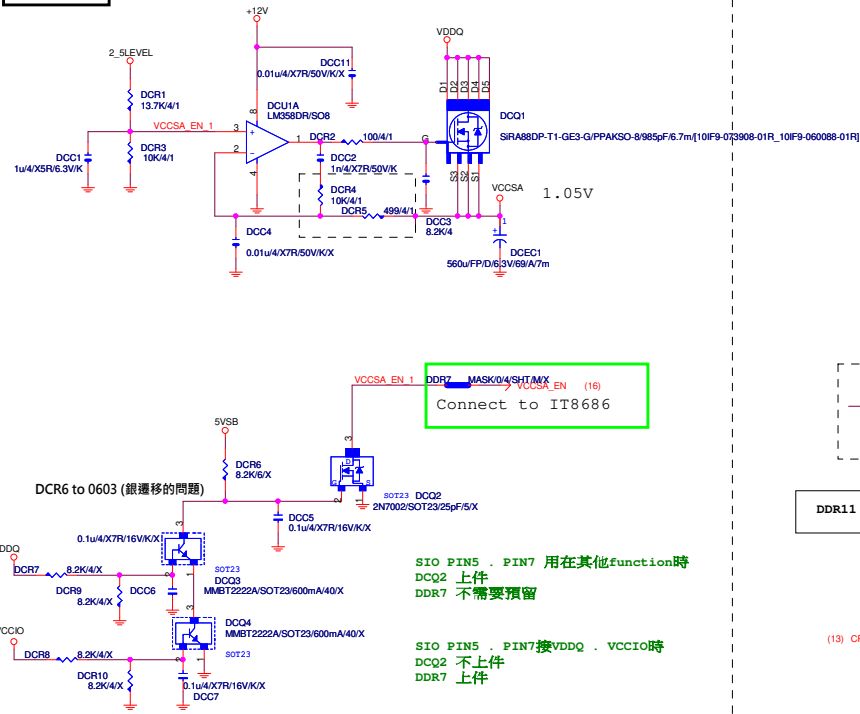 +12V
VDDQ
2_5LEVEL
DCC11
0.01u/4/X7R/50V/K/X
D1
D2
D3
D4
D5
DCR1
13.7K/4/1
DCU1A
LM358DR/SO8
8
DCQ1
VCCSA_EN_1
3
+
1
DCR2
100/4/1
G
SiRA88DP-T1-GE3-G/PPAKSO-8/985pF/6.7m/[10IF9-073908-01R_10IF9-060088-01R]
DCR3
10K/4/1
2
-
4
DCC1
1u/4/X5R/6.3V/K
DCC2
1n/4/X7R/50V/K
S3
S2
S1
VCCSA
1.05V
DCR4
10K/4/1
DCR5
499/4/1
1
+
DCC4
0.01u/4/X7R/50V/K/X
DCC3
8.2K/4
DCEC1
560u/FP/D/6.3V/69/A/7m
VCCSA_EN_1
DDR7
MASK/0/4/SHT/M/X
VCCSA_EN
(16)
Connect to IT8686
5VSB
3
DCR6
8.2K/6/X
D
G
S
DCR6 to 0603 (銀遷移的問題)
2
1
SOT23
DCQ2
2N7002/SOT23/25pF/5/X
DCC5
0.1u/4/X7R/16V/K/X
3
0.1u/4/X7R/16V/K/X
DDQ
DCR7
8.2K/4/X
2
1
SOT23
DCQ3
MMBT2222A/SOT23/600mA/40/X
DCR9
8.2K/4/X
DCC6
3
DCQ4
MMBT2222A/SOT23/600mA/40/X
VCCIO
DCR8
8.2K/4/X
2
1
SOT23
DCR10
8.2K/4/X
0.1u/4/X7R/16V/K/X
DCC7
SIO PIN5 . PIN7 用在其他function時
DCQ2 上件
DDR7 不需要預留
SIO PIN5 . PIN7接VDDQ . VCCIO時
DCQ2 不上件
DDR7 上件
DDR11
(13)